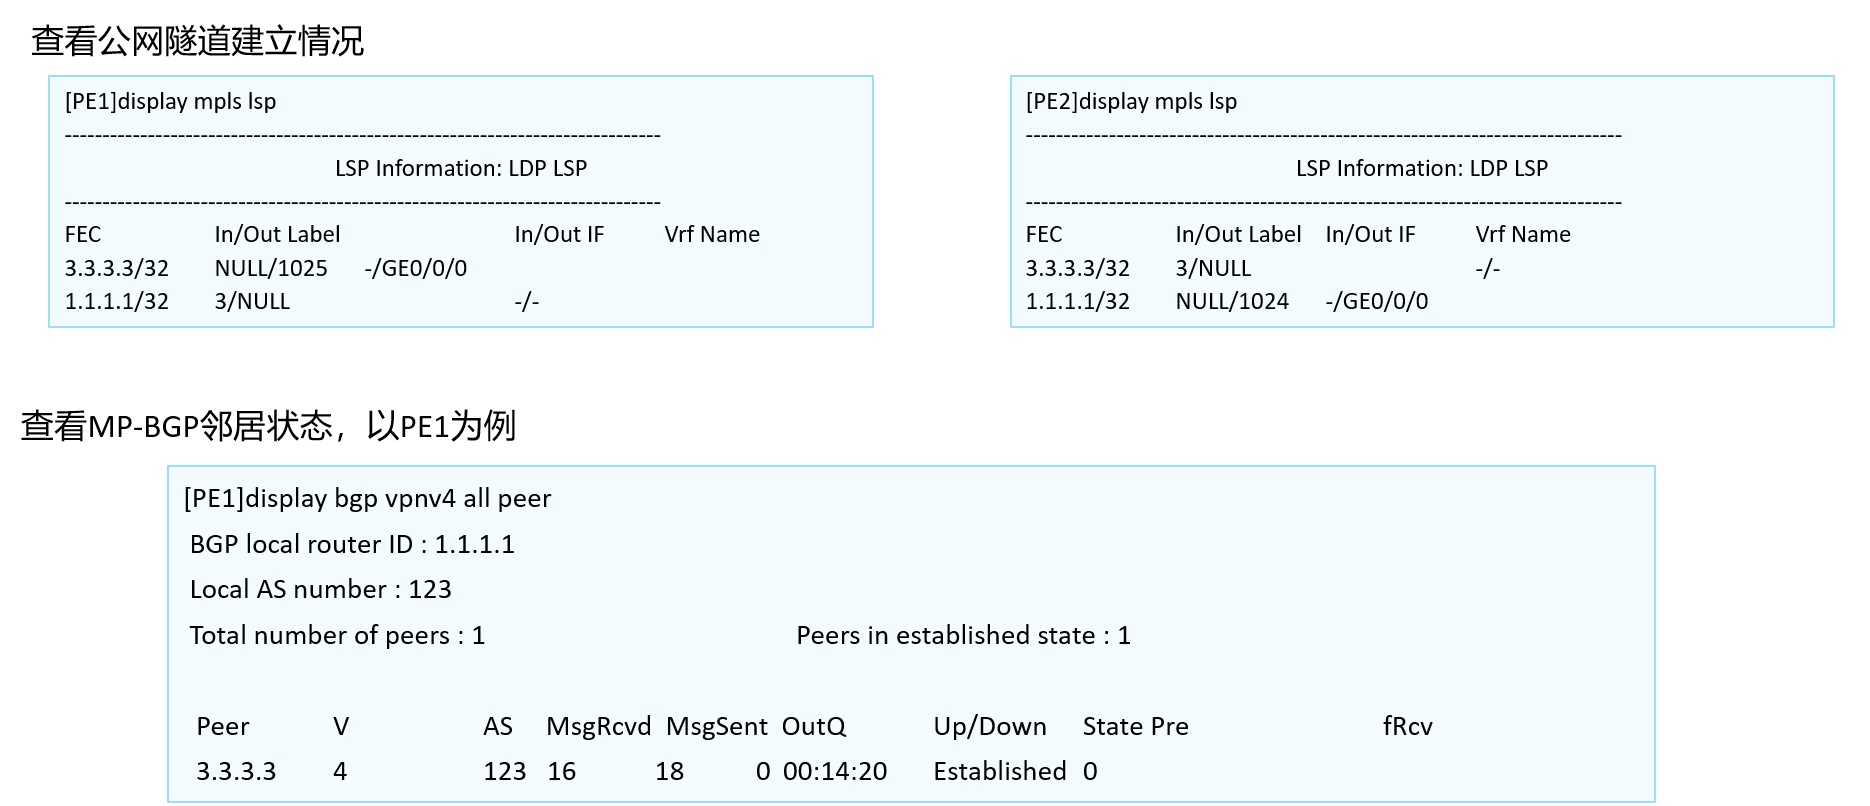 查看公网隧道建立情况
[PE1]display mpls lsp
-------------------------------------------------------------------------------
LSP Information: LDP LSP
-------------------------------------------------------------------------------
FEC In/Out Label In/Out IF Vrf Name
3.3.3.3/32 NULL/1025 -/GE0/0/0
1.1.1.1/32 3/NULL -/-
[PE2]display mpls lsp
-------------------------------------------------------------------------------
LSP Information: LDP LSP
-------------------------------------------------------------------------------
FEC In/Out Label In/Out IF Vrf Name
3.3.3.3/32 3/NULL -/-
1.1.1.1/32 NULL/1024 -/GE0/0/0
查看MP-BGP邻居状态，以PE1为例
[PE1]display bgp vpnv4 all peer
BGP local router ID : 1.1.1.1
Local AS number : 123
Total number of peers : 1 Peers in established state : 1
Peer V AS MsgRcvd MsgSent OutQ Up/Down State Pre fRcv
3.3.3.3 4 123 16 18 0 00:14:20 Established 0